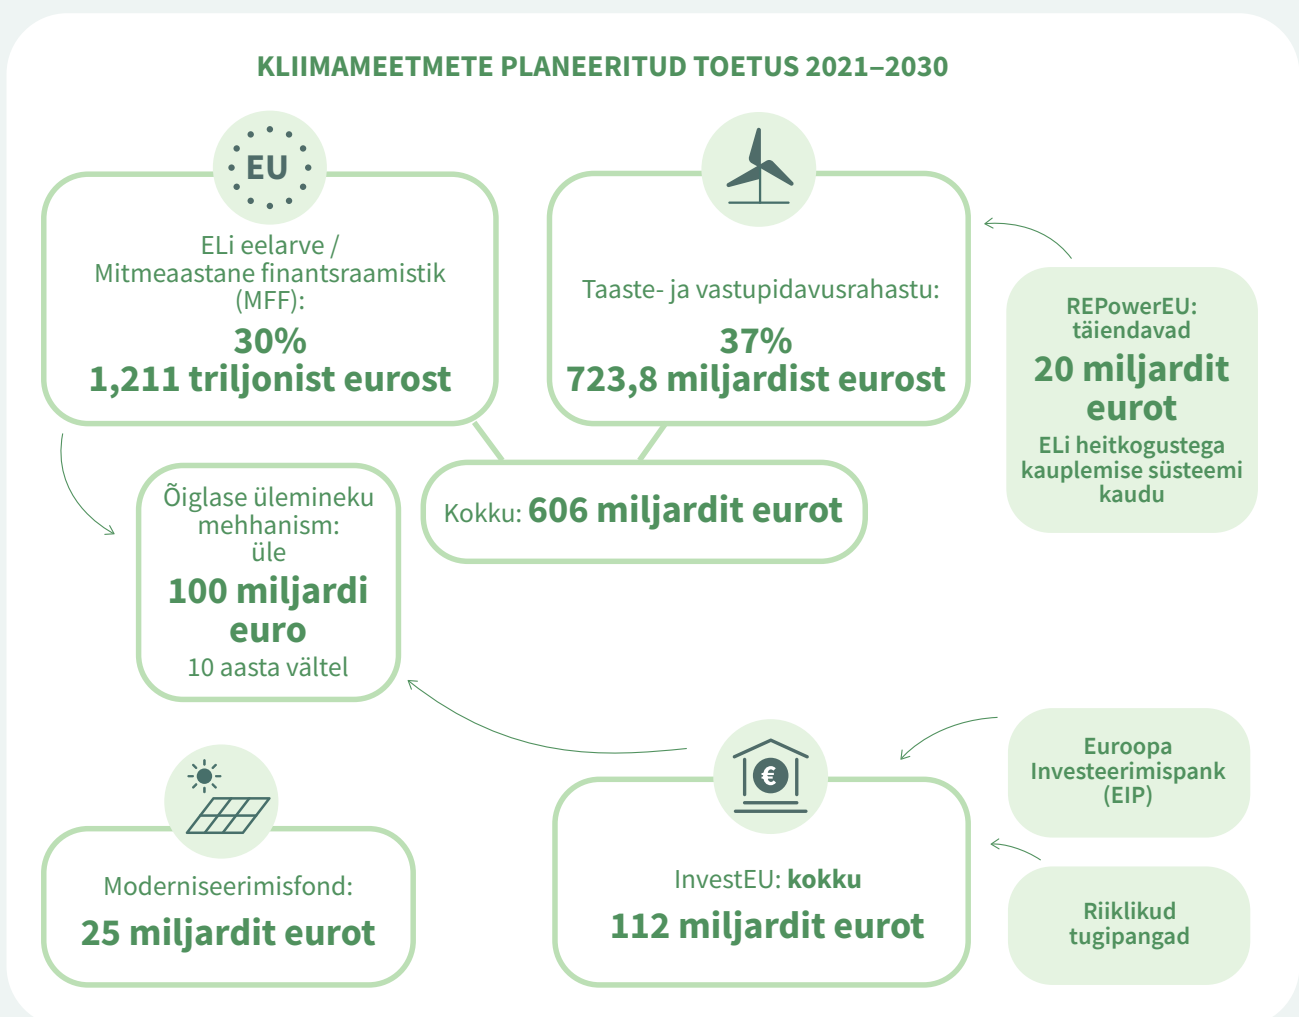 KLIIMAMEETMETE PLANEERITUD TOETUS 2021–2030
EU
ELi eelarve /
Mitmeaastane finantsraamistik
(MFF):
30%
1,211 triljonist eurost
Taaste- ja vastupidavusrahastu:
37%
723,8 miljardist eurost
REPowerEU:
täiendavad
20 miljardit
eurot
ELi heitkogustega
kauplemise süsteemi
kaudu
Kokku: 606 miljardit eurot
Õiglase ülemineku
mehhanism:
üle
100 miljardi
euro
10 aasta vältel
Moderniseerimisfond:
25 miljardit eurot
€
InvestEU: kokku
112 miljardit eurot
Euroopa
Investeerimispank
(EIP)
Riiklikud
tugipangad